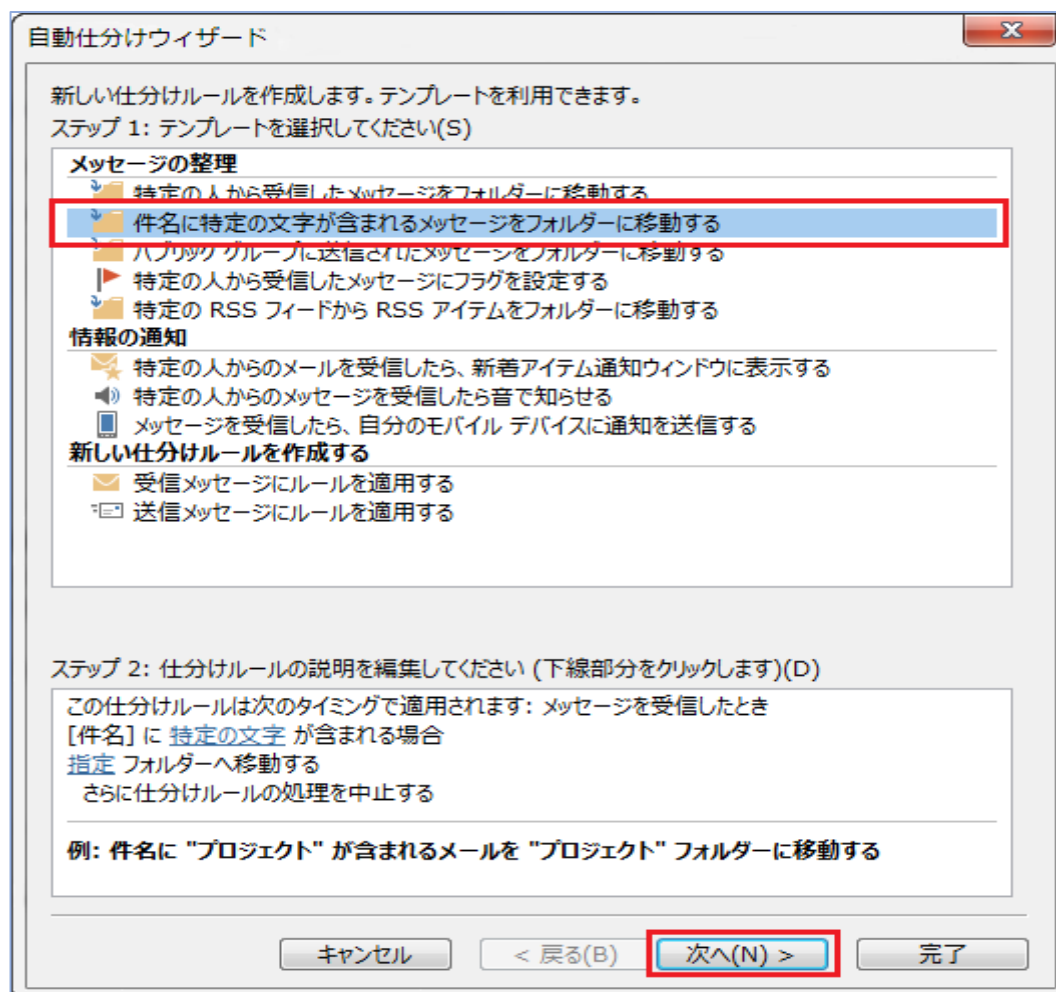 自動仕分けウィザード
新しい仕分けルールを作成します。テンプレートを利用できます。
ステップ 1: テンプレートを選択してください(S)
メッセージの整理
特定の人から受信したメッセージをフォルダーに移動する
件名に特定の文字が含まれるメッセージをフォルダーに移動する
パブリック グループに送信されたメッセージをフォルダーに移動する
特定の人から受信したメッセージにフラグを設定する
特定の RSS フィードから RSS アイテムをフォルダーに移動する
情報の通知
特定の人からのメールを受信したら、新着アイテム通知ウィンドウに表示する
特定の人からのメッセージを受信したら音で知らせる
メッセージを受信したら、自分のモバイル デバイスに通知を送信する
新しい仕分けルールを作成する
受信メッセージにルールを適用する
送信メッセージにルールを適用する
ステップ 2: 仕分けルールの説明を編集してください (下線部分をクリックします)(D)
この仕分けルールは次のタイミングで適用されます: メッセージを受信したとき
[件名] に 特定の文字 が含まれる場合
指定 フォルダーへ移動する
さらに仕分けルールの処理を中止する
例: 件名に "プロジェクト" が含まれるメールを "プロジェクト" フォルダーに移動する
キャンセル < 戻る(B) 次へ(N) > 完了